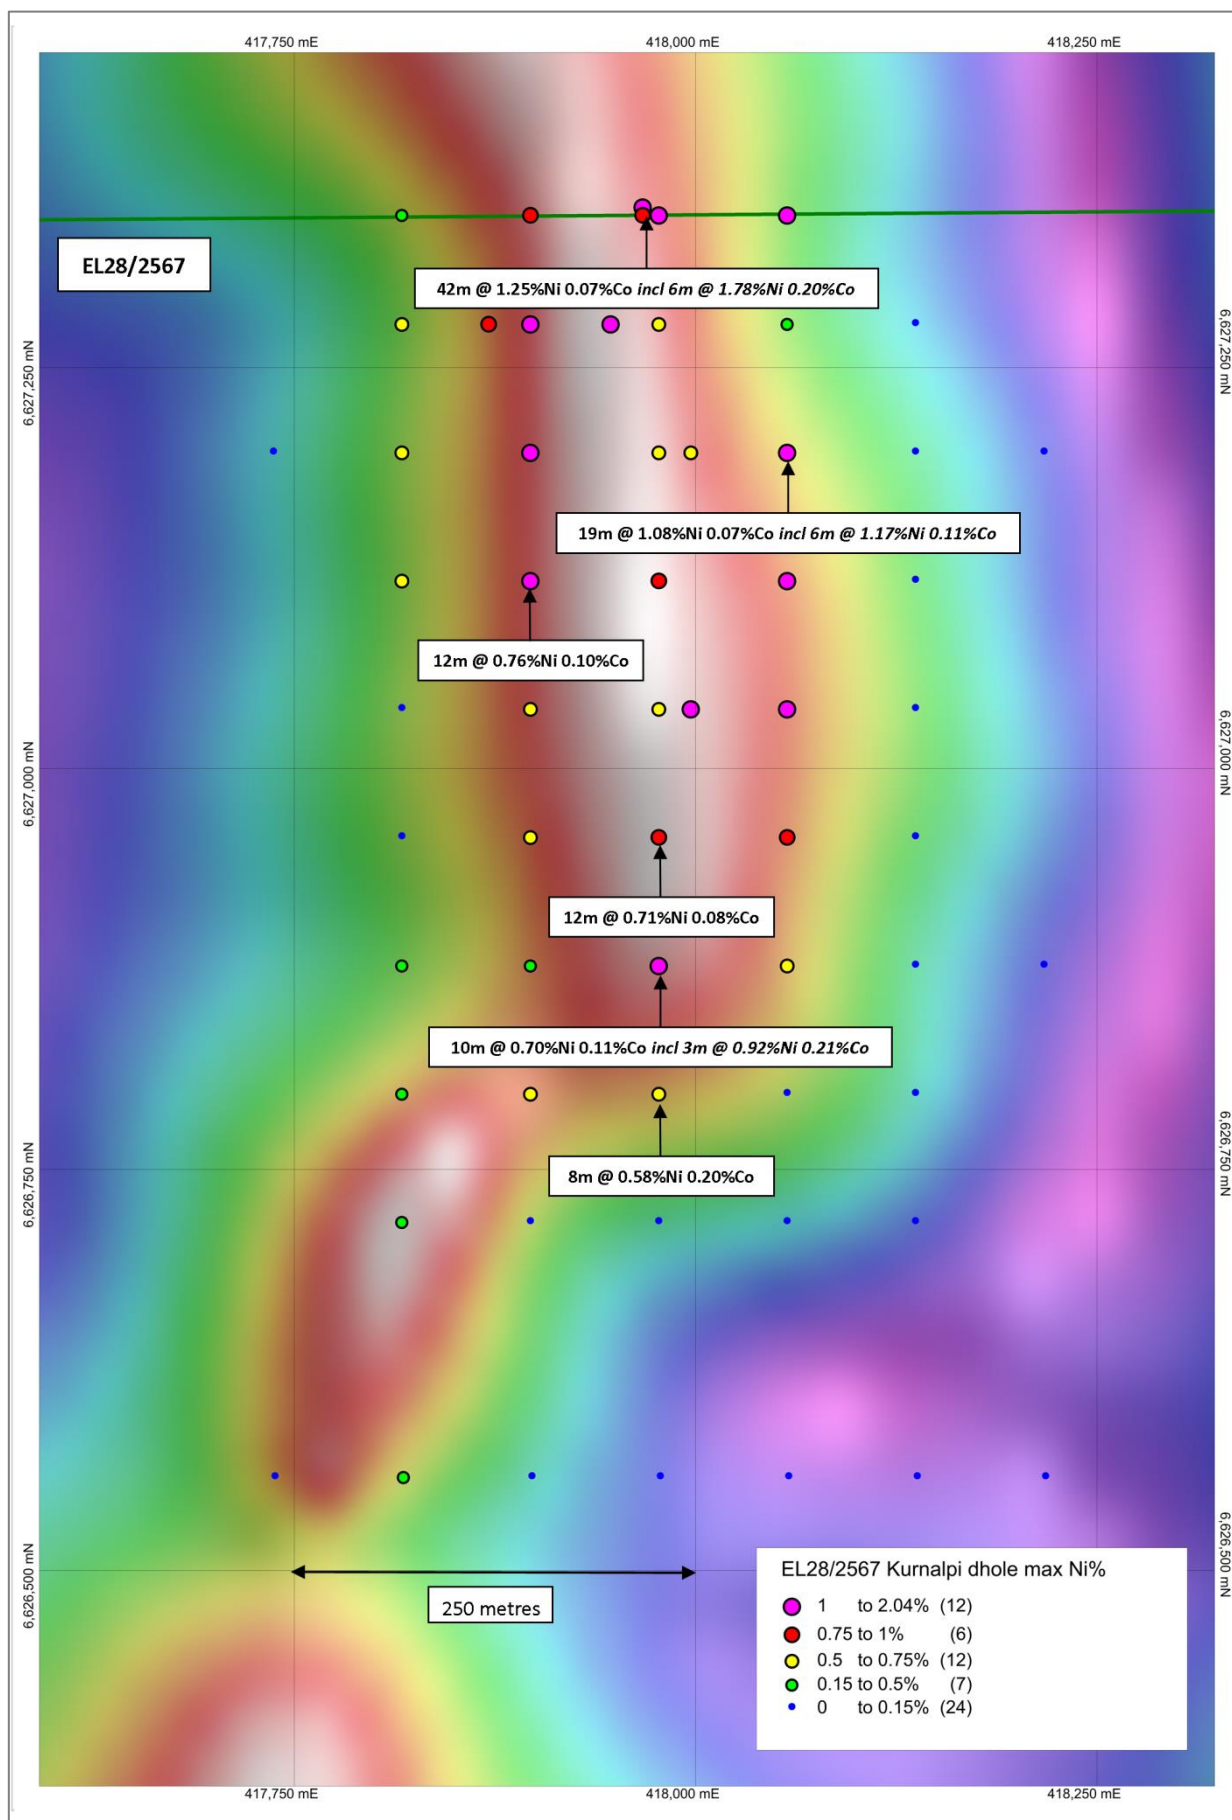 417,750 mE
418,000 mE
418,250 mE
EL28/2567
42m @ 1.25%Ni 0.07%Co incl 6m @ 1.78%Ni 0.20%Co
6,627,250 mN
6,627,250 mN
19m @ 1.08%Ni 0.07%Co incl 6m @ 1.17%Ni 0.11%Co
12m @ 0.76%Ni 0.10%Co
6,627,000 mN
6,627,000 mN
12m @ 0.71%Ni 0.08%Co
10m @ 0.70%Ni 0.11%Co incl 3m @ 0.92%Ni 0.21%Co
6,626,750 mN
6,626,750 mN
8m @ 0.58%Ni 0.20%Co
6,626,500 mN
6,626,500 mN
250 metres
EL28/2567 Kurnalpi dhole max Ni%
1 to 2.04% (12)
0.75 to 1% (6)
0.5 to 0.75% (12)
0.15 to 0.5% (7)
0 to 0.15% (24)
417,750 mE
418,000 mE
418,250 mE